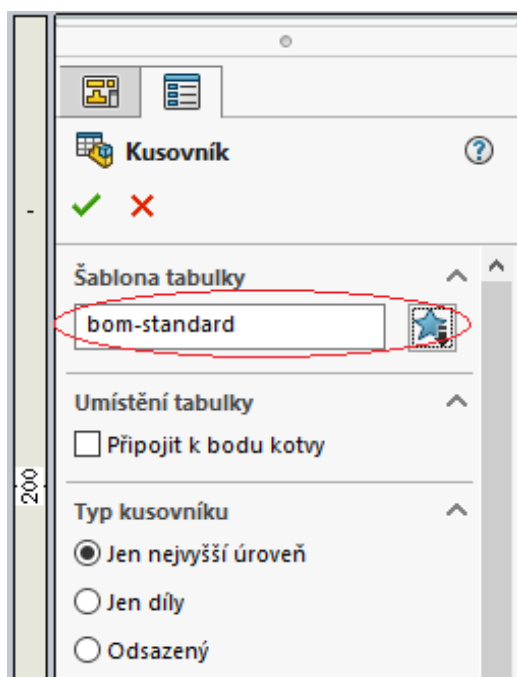 Kusovník
Šablona tabulky
bom-standard
Umístění tabulky
Připojit k bodu kotvy
200
Typ kusovníku
Jen nejvyšší úroveň
Jen díly
Odsazený